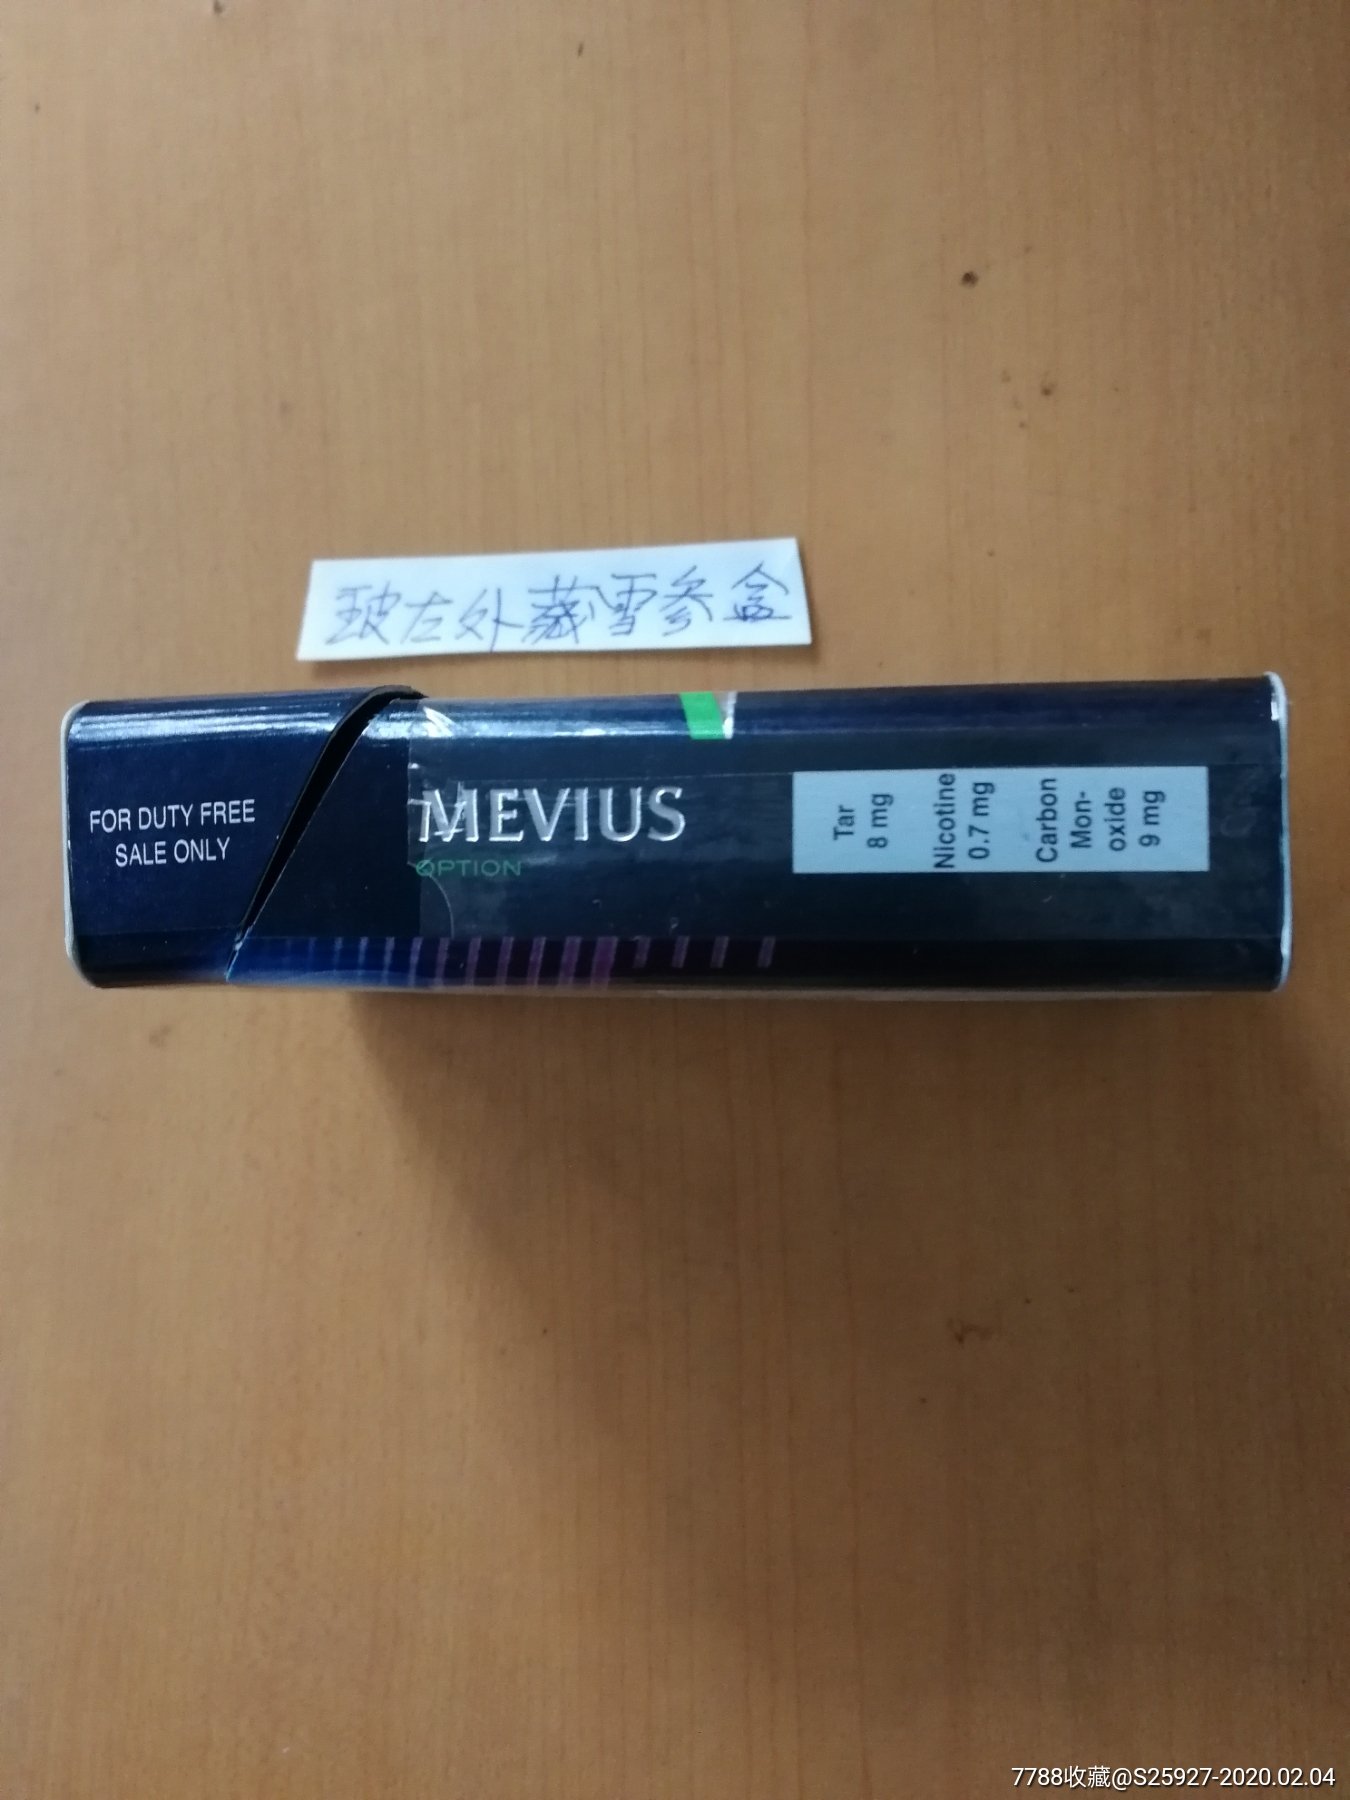 玻左外藏雪参盒
FOR DUTY FREE
SALE ONLY
MEVIUS
OPTION
Tar
8 mg
Nicotine
0.7 mg
Carbon
Mon-
oxide
9 mg
7788收藏@S25927-2020.02.04